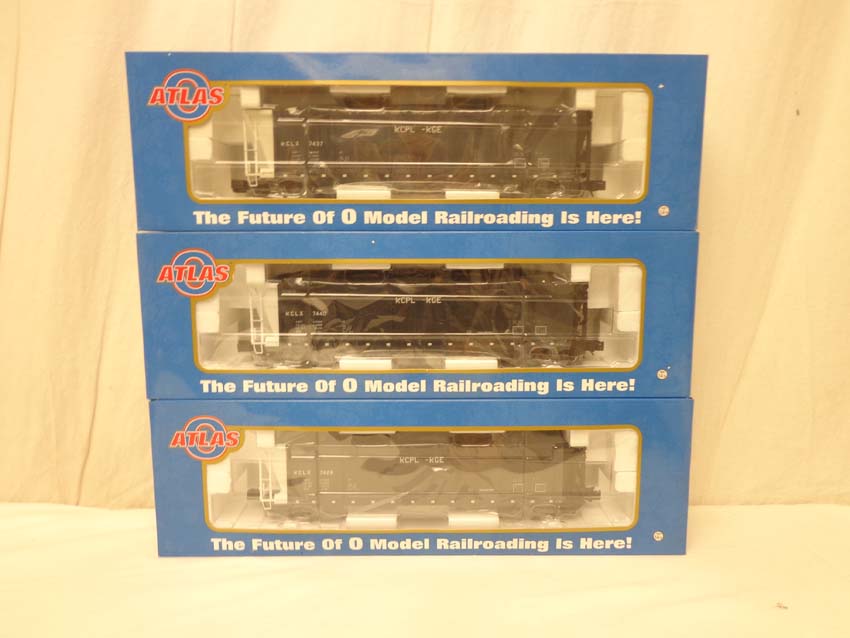 ATLAS O
KCPL - KGE
KCLX 7437
The Future Of O Model Railroading Is Here!
ATLAS O
KCPL - KGE
KCLX 7440
The Future Of O Model Railroading Is Here!
ATLAS O
KCPL - KGE
KCLX
The Future Of O Model Railroading Is Here!